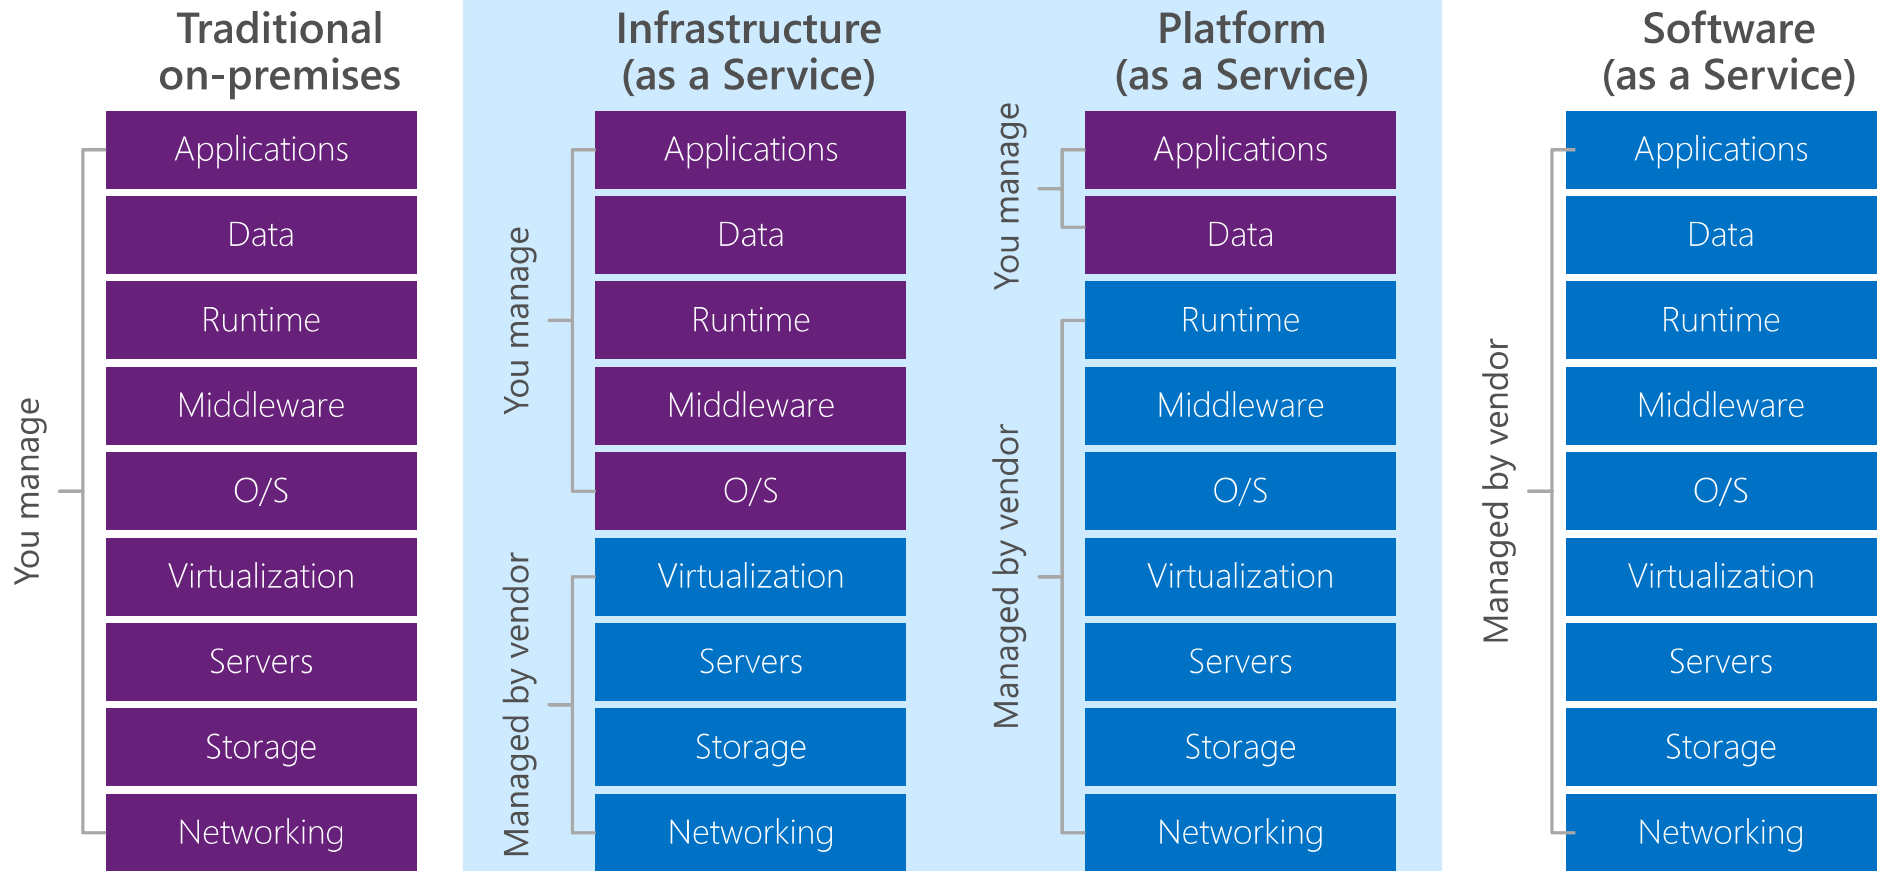 Traditional
on-premises
You manage
Applications
Data
Runtime
Middleware
O/S
Virtualization
Servers
Storage
Networking
Infrastructure
(as a Service)
You manage
Managed by vendor
Applications
Data
Runtime
Middleware
O/S
Virtualization
Servers
Storage
Networking
Platform
(as a Service)
You manage
Managed by vendor
Applications
Data
Runtime
Middleware
O/S
Virtualization
Servers
Storage
Networking
Software
(as a Service)
Managed by vendor
Applications
Data
Runtime
Middleware
O/S
Virtualization
Servers
Storage
Networking